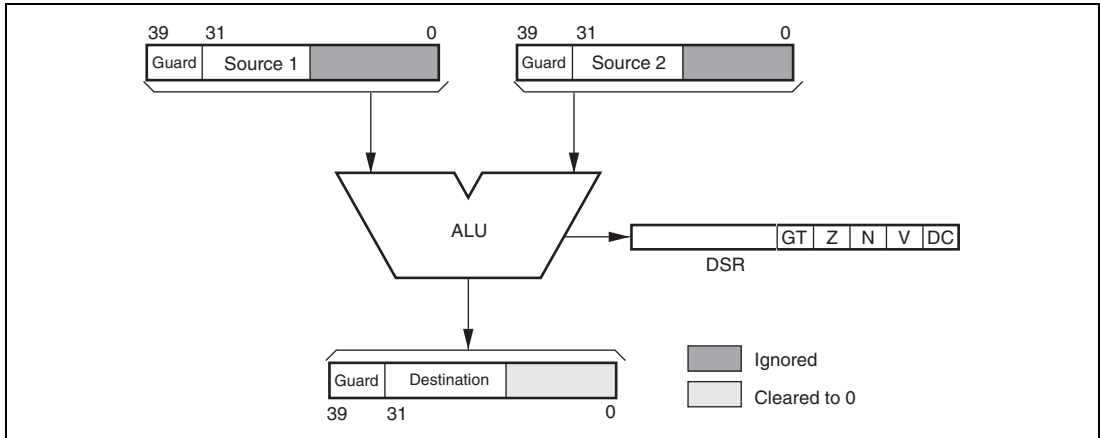 39 31 0
Guard Source 1
39 31 0
Guard Source 2
ALU
GT Z N V DC
DSR
Guard Destination
39 31 0
Ignored
Cleared to 0